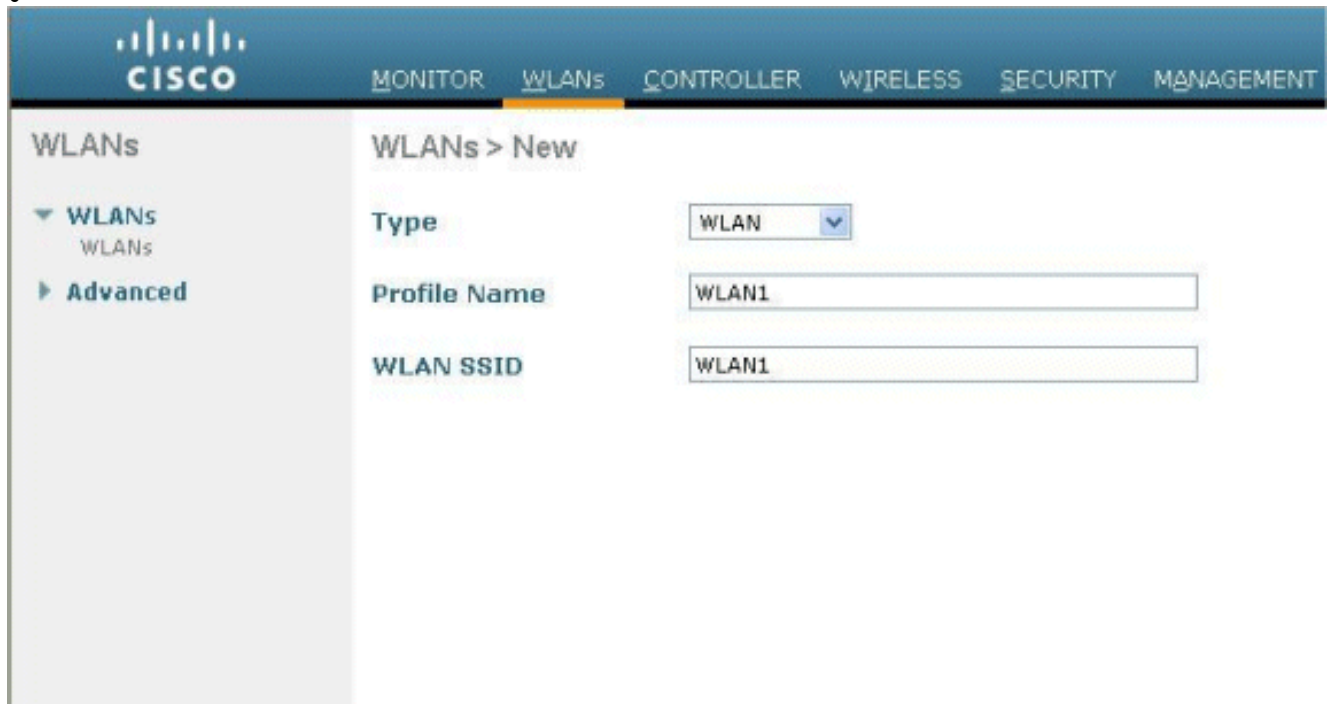 CISCO
MONITOR WLANs CONTROLLER WIRELESS SECURITY MANAGEMENT
WLANs
WLANs
WLANs
Advanced
WLANs > New
Type WLAN
Profile Name WLAN1
WLAN SSID WLAN1